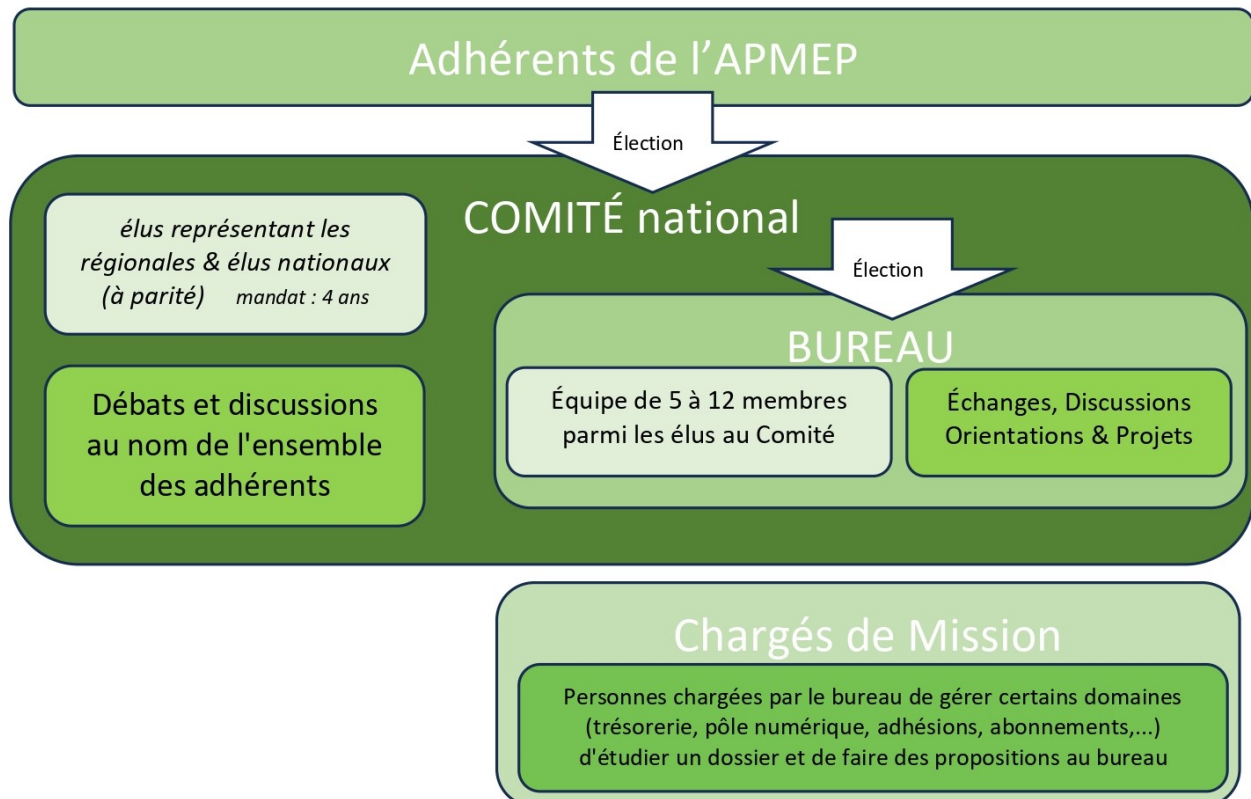 Adhérents de l'APMEP
Élection
COMITÉ national
élus représentant les
régionales & élus nationaux
(à parité) mandat : 4 ans
Débats et discussions
au nom de l'ensemble
des adhérents
Élection
BUREAU
Équipe de 5 à 12 membres
parmi les élus au Comité
Échanges, Discussions
Orientations & Projets
Chargés de Mission
Personnes chargées par le bureau de gérer certains domaines
(trésorerie, pôle numérique, adhésions, abonnements,...)
d'étudier un dossier et de faire des propositions au bureau